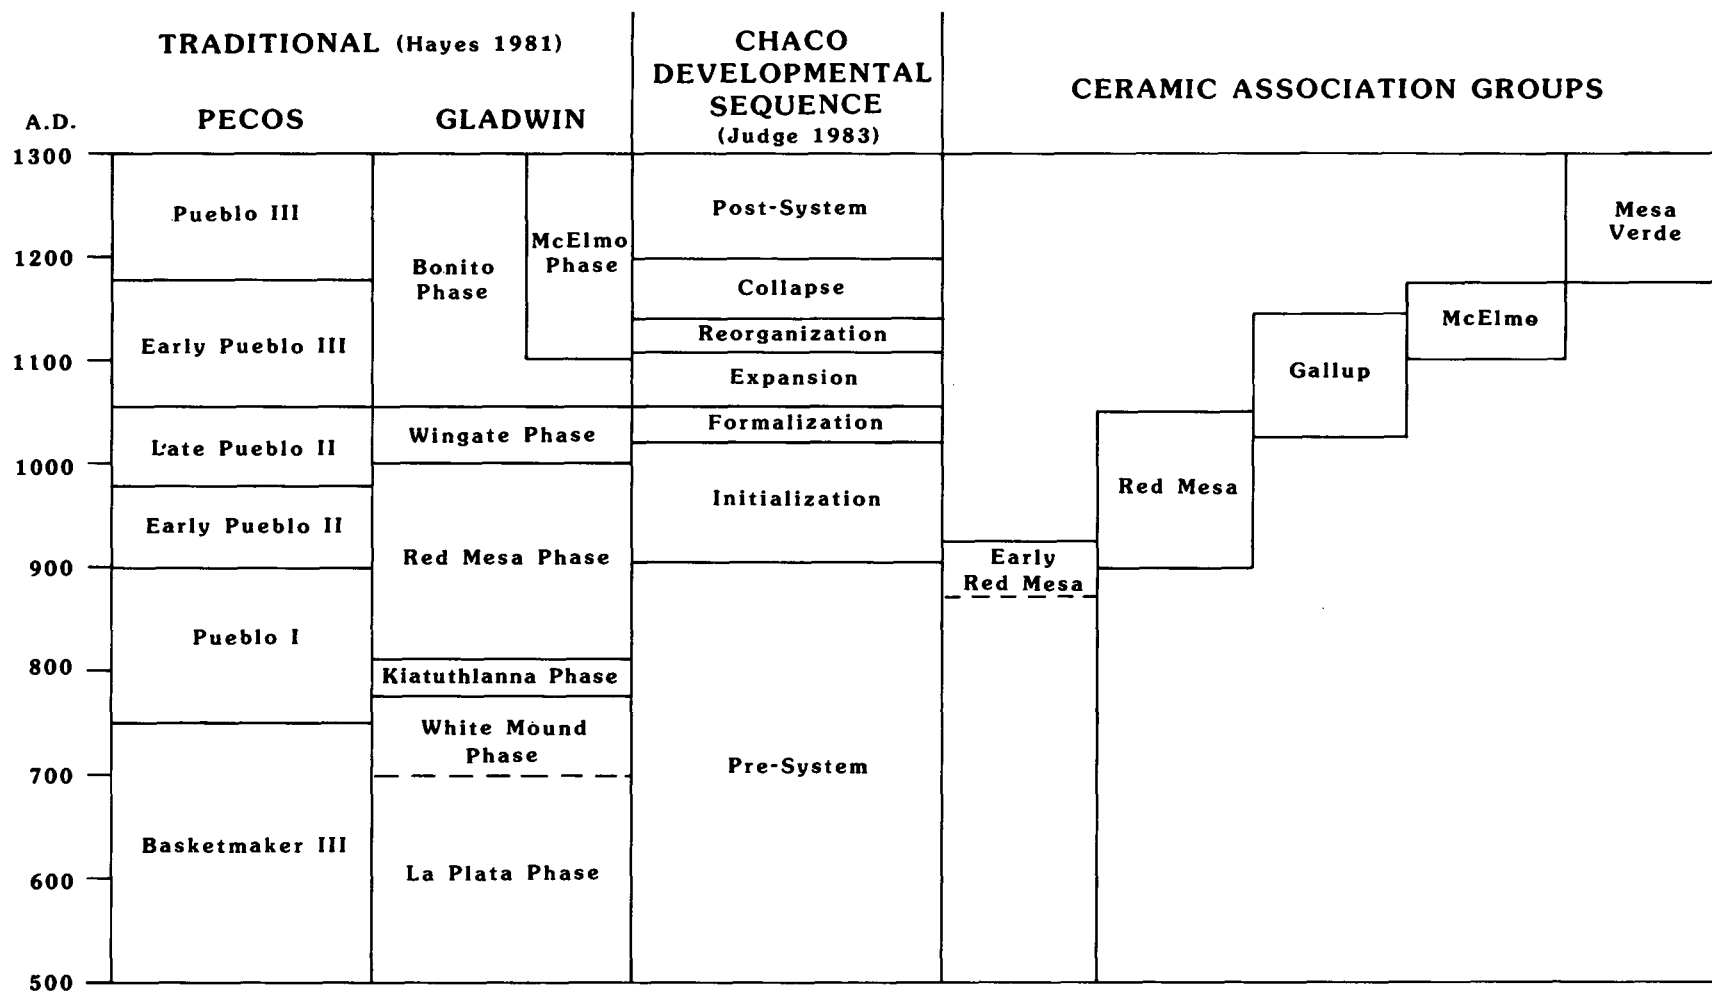 TRADITIONAL (Hayes 1981)
PECOS
GLADWIN
CHACO
DEVELOPMENTAL
SEQUENCE
(Judge 1983)
CERAMIC ASSOCIATION GROUPS
A.D.
1300
1200
1100
1000
900
800
700
600
500
Pueblo III
Early Pueblo III
Late Pueblo II
Early Pueblo II
Pueblo I
Basketmaker III
Bonito
Phase
McElmo
Phase
Wingate Phase
Red Mesa Phase
Kiatuthlanna Phase
White Mound
Phase
La Plata Phase
Post-System
Collapse
Reorganization
Expansion
Formalization
Initialization
Pre-System
Early
Red Mesa
Red Mesa
Gallup
McElmo
Mesa
Verde